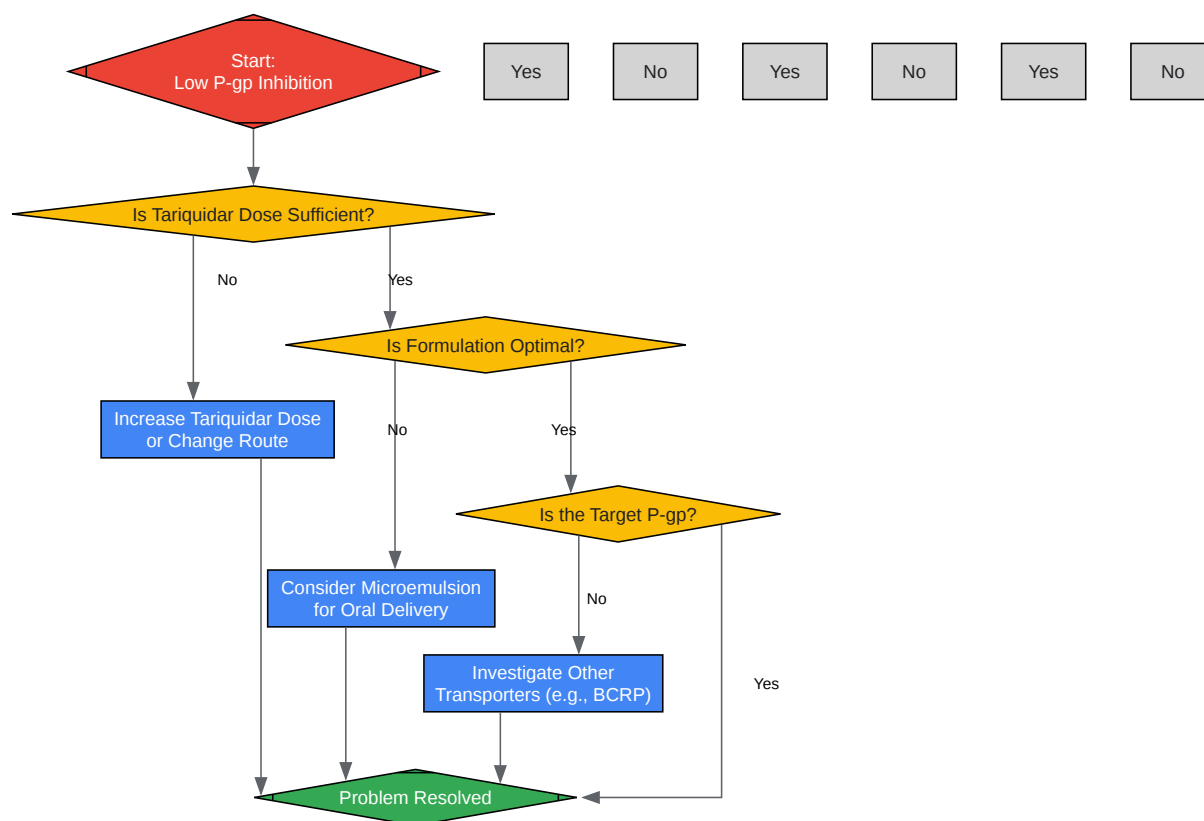 Start:
Low P-gp Inhibition
Yes
No
Yes
No
Yes
No
Is Tariquidar Dose Sufficient?
No
Yes
Is Formulation Optimal?
Increase Tariquidar Dose
or Change Route
No
Yes
Is the Target P-gp?
Consider Microemulsion
for Oral Delivery
No
Investigate Other
Transporters (e.g., BCRP)
Yes
Problem Resolved